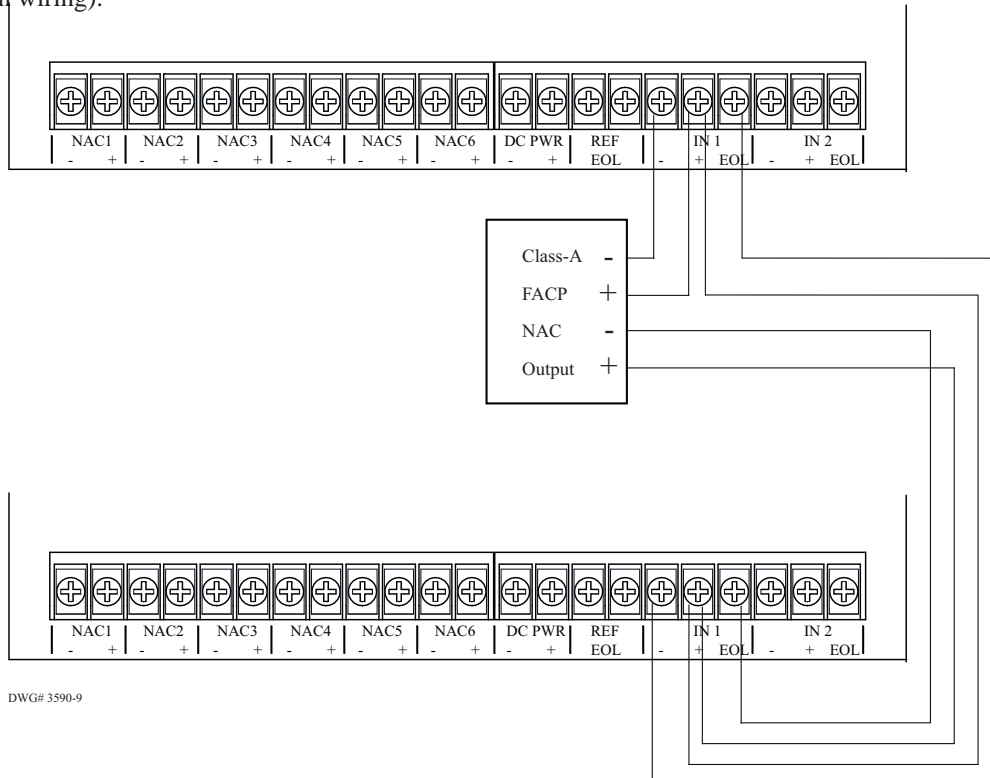 wiring).
NAC1 NAC2 NAC3 NAC4 NAC5 NAC6 DC PWR REF IN 1 IN 2
- + - + - + - + - + - + - + EOL - + EOL - + EOL
Class-A -
FACP +
NAC -
Output +
NAC1 NAC2 NAC3 NAC4 NAC5 NAC6 DC PWR REF IN 1 IN 2
- + - + - + - + - + - + - + EOL - + EOL - + EOL
DWG# 3590-9